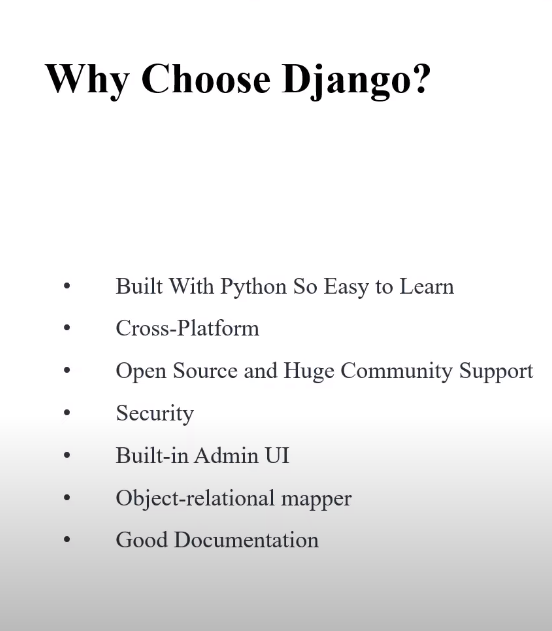 Why Choose Django?
• Built With Python So Easy to Learn
• Cross-Platform
• Open Source and Huge Community Support
• Security
• Built-in Admin UI
• Object-relational mapper
• Good Documentation